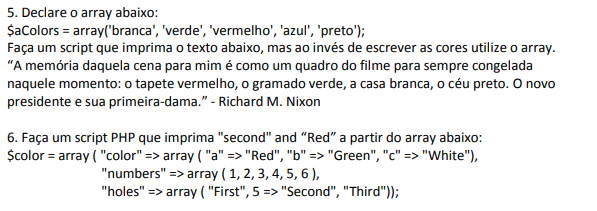 5. Declare o array abaixo:
$aColors = array('branca', 'verde', 'vermelho', 'azul', 'preto');
Faça um script que imprima o texto abaixo, mas ao invés de escrever as cores utilize o array.
“A memória daquela cena para mim é como um quadro do filme para sempre congelada
naquele momento: o tapete vermelho, o gramado verde, a casa branca, o céu preto. O novo
presidente e sua primeira-dama.” - Richard M. Nixon
6. Faça um script PHP que imprima "second" and “Red” a partir do array abaixo:
$color = array ( "color" => array ( "a" => "Red", "b" => "Green", "c" => "White"),
"numbers" => array ( 1, 2, 3, 4, 5, 6 ),
"holes" => array ( "First", 5 => "Second", "Third"));